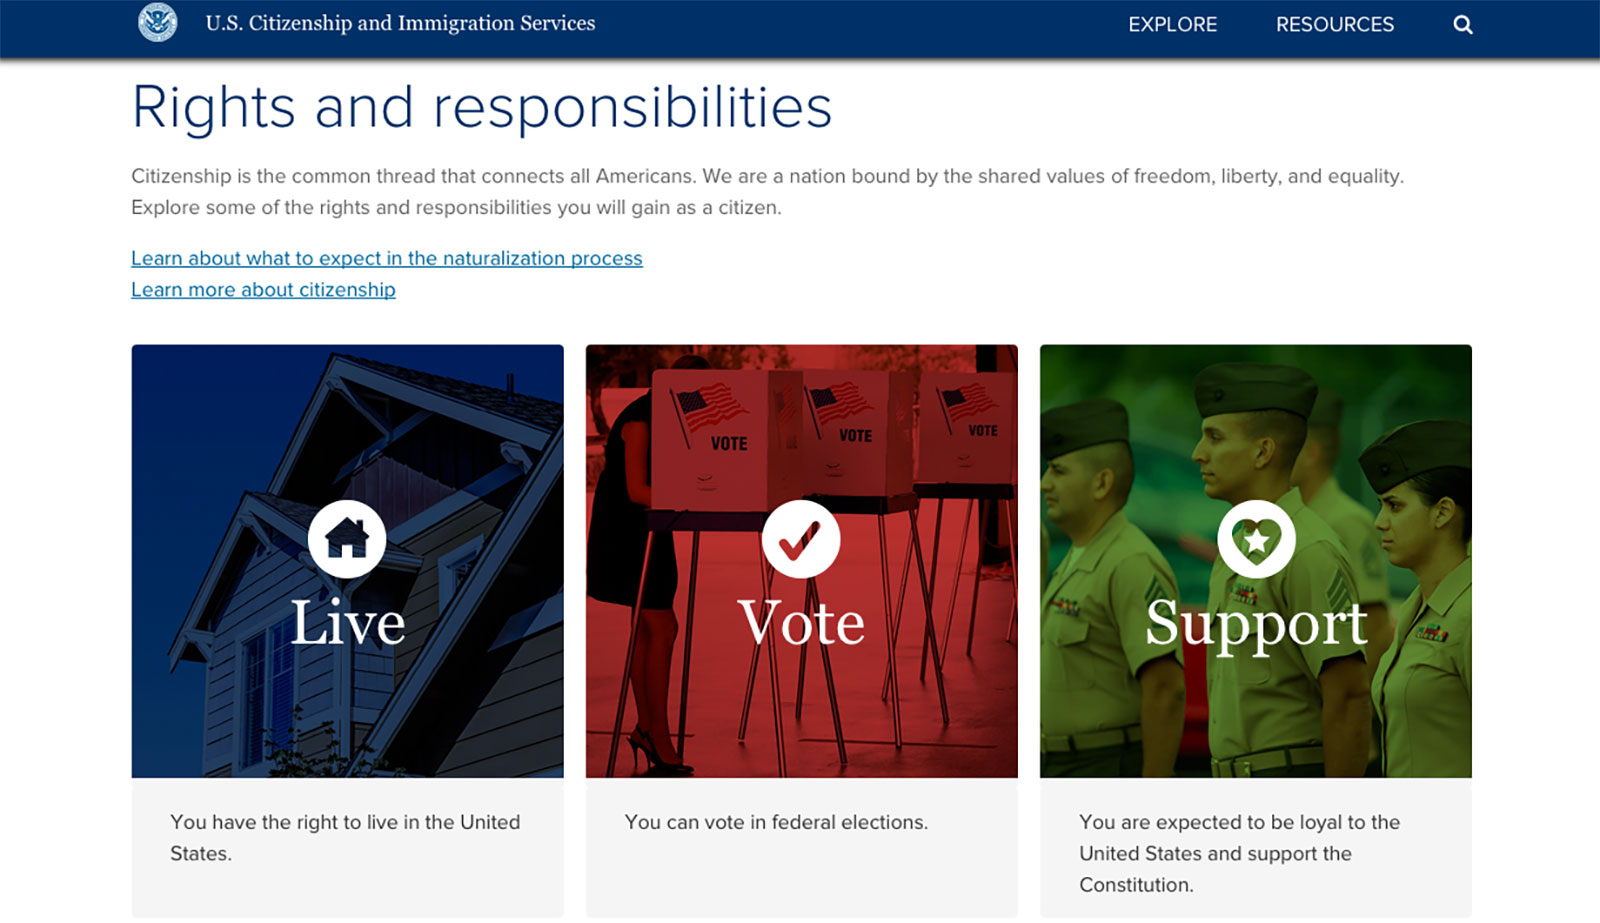 U.S. Citizenship and Immigration Services
EXPLORE
RESOURCES
Rights and responsibilities
Citizenship is the common thread that connects all Americans. We are a nation bound by the shared values of freedom, liberty, and equality.
Explore some of the rights and responsibilities you will gain as a citizen.
Learn about what to expect in the naturalization process
Learn more about citizenship
VOTE
VOTE
VOTE
Live
Vote
Support
You have the right to live in the United
States.
You can vote in federal elections.
You are expected to be loyal to the
United States and support the
Constitution.